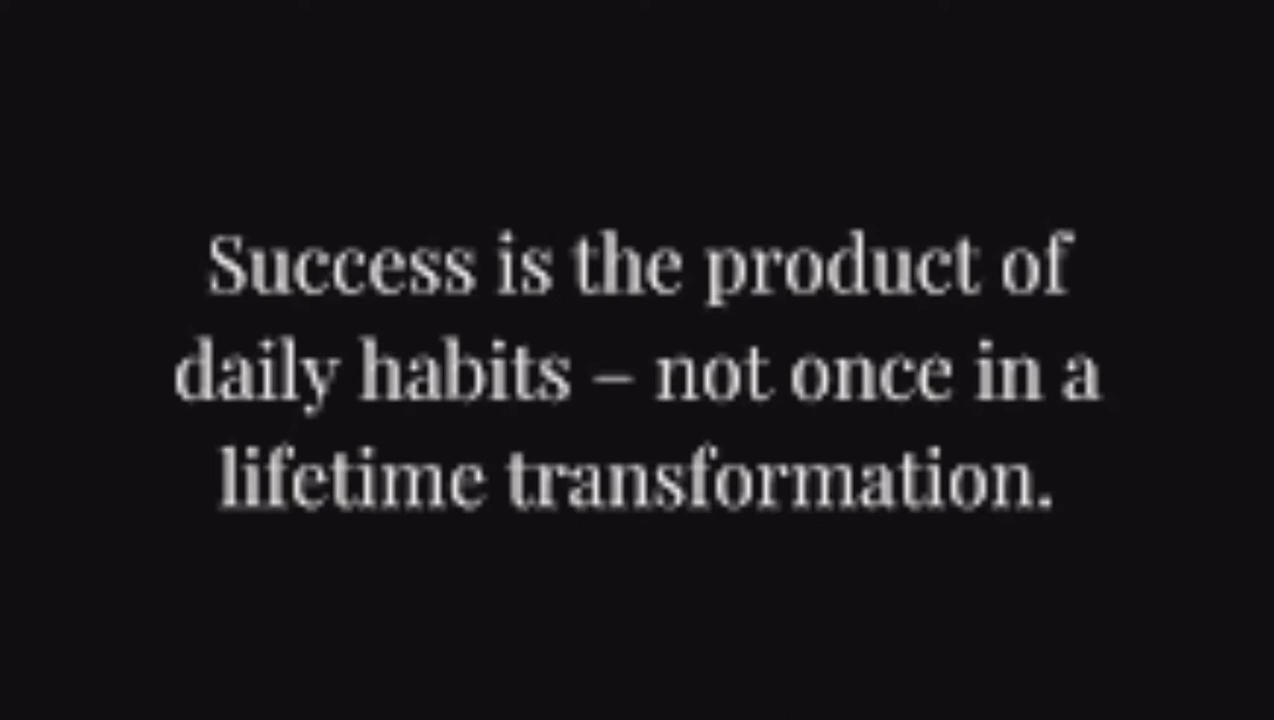 Success is the product of
daily habits – not once in a
lifetime transformation.